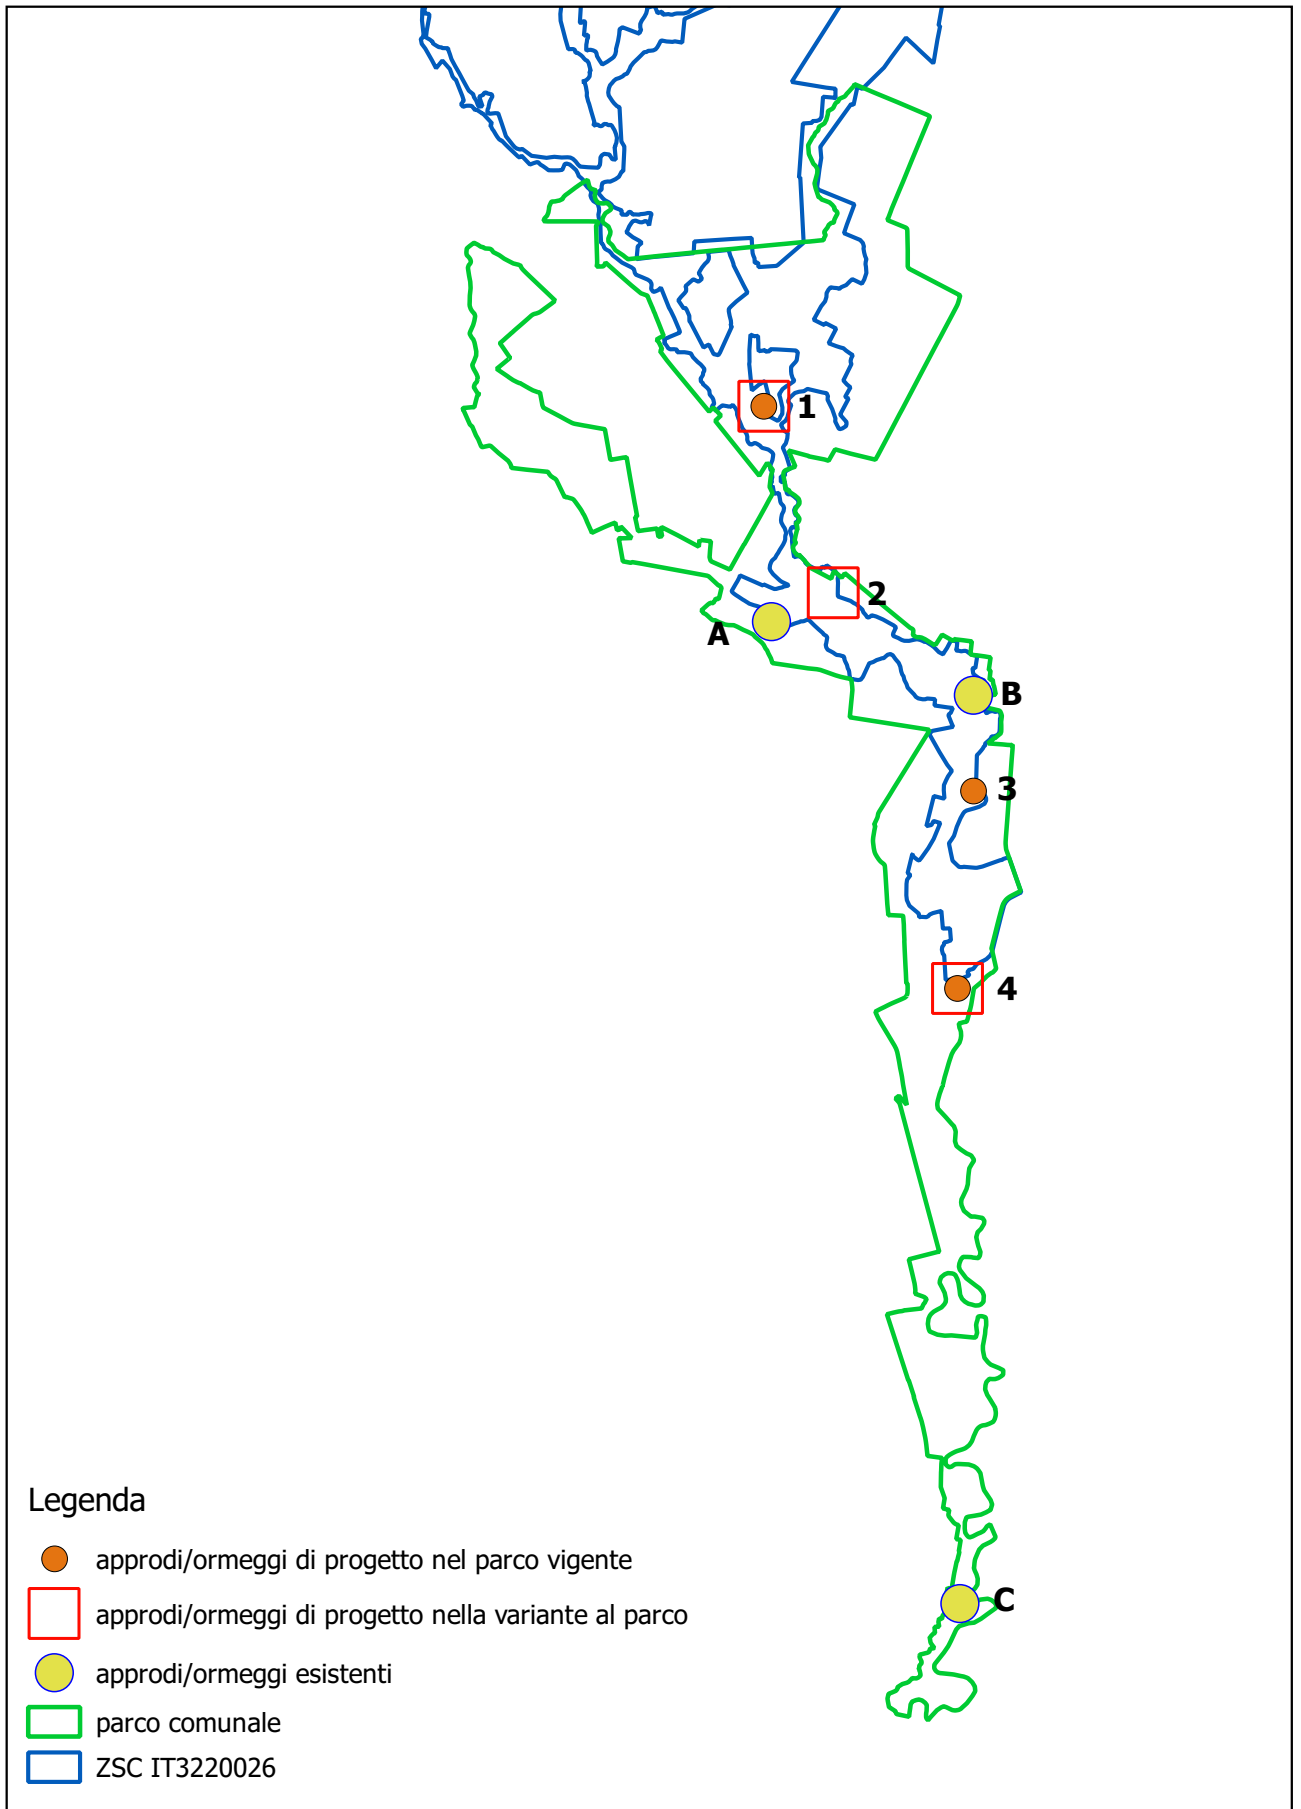 1
2
A
B
3
4
C
Legenda
approdi/ormeggi di progetto nel parco vigente
approdi/ormeggi di progetto nella variante al parco
approdi/ormeggi esistenti
parco comunale
ZSC IT3220026